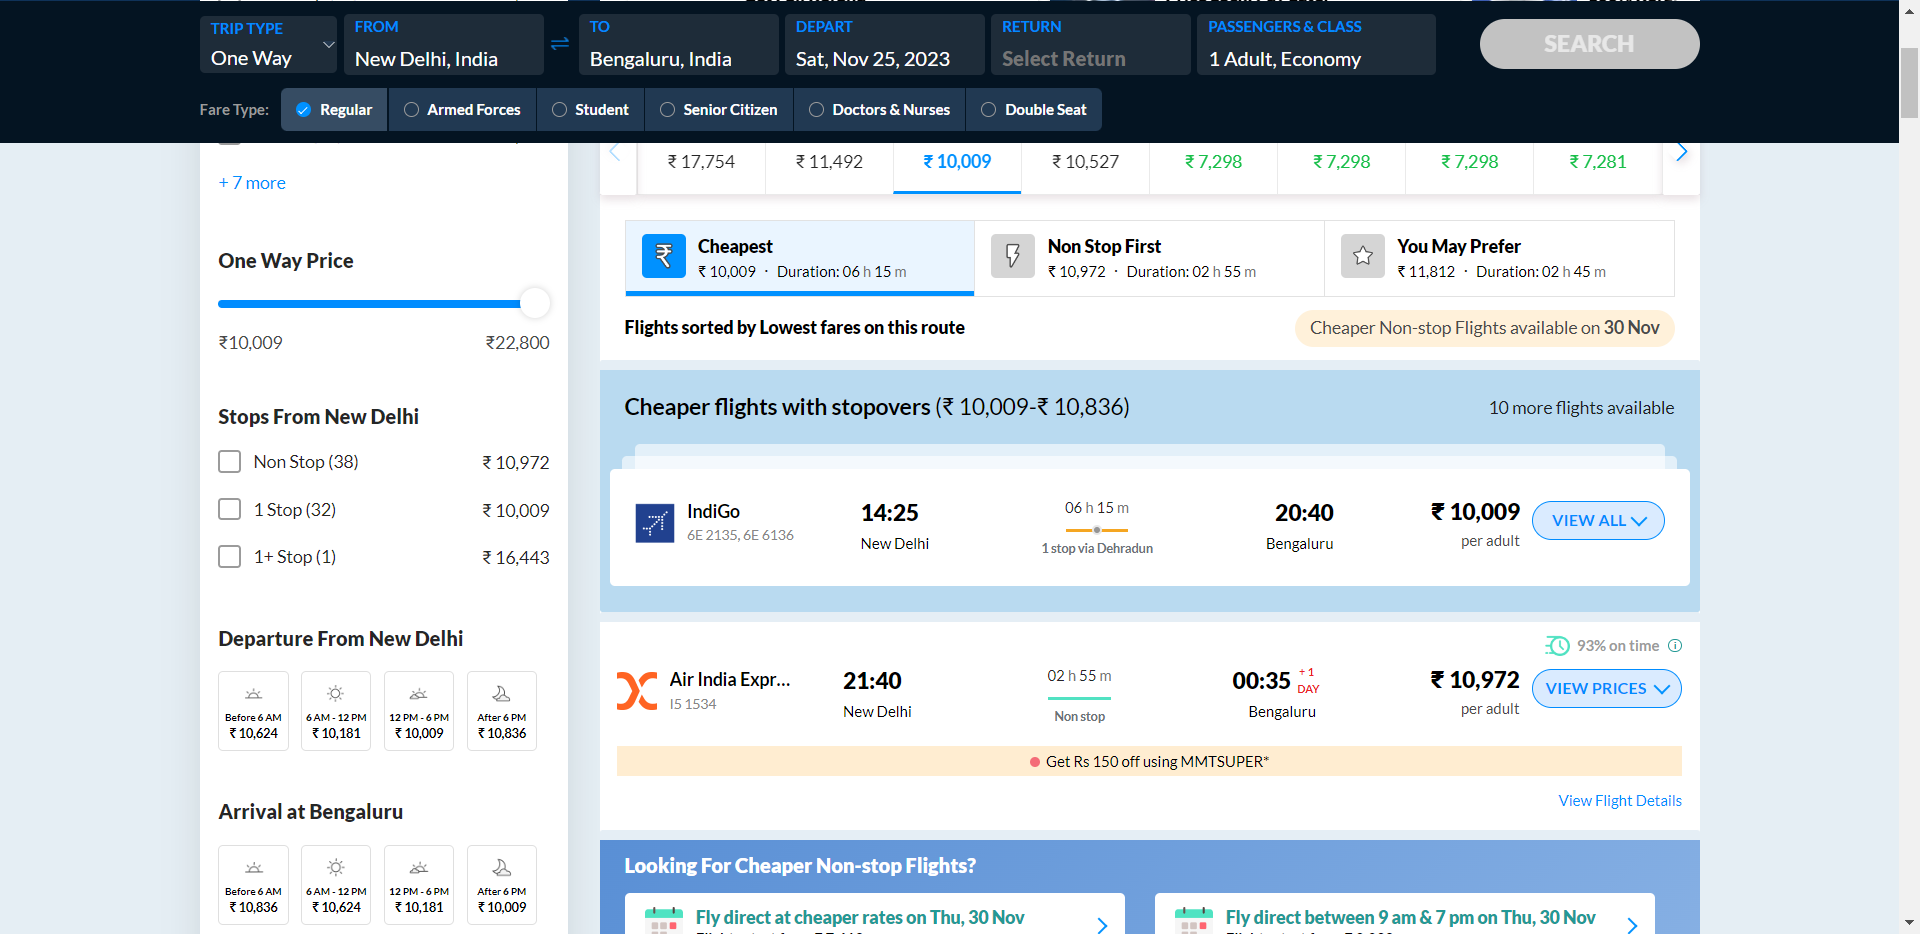 TRIP TYPE
One Way
FROM
New Delhi, India
TO
Bengaluru, India
DEPART
Sat, Nov 25, 2023
RETURN
Select Return
PASSENGERS & CLASS
1 Adult, Economy
SEARCH
Fare Type:
Regular
Armed Forces
Student
Senior Citizen
Doctors & Nurses
Double Seat
+ 7 more
One Way Price
₹10,009
₹22,800
Stops From New Delhi
Non Stop (38)
₹ 10,972
1 Stop (32)
₹ 10,009
1+ Stop (1)
₹ 16,443
Departure From New Delhi
Before 6 AM
₹ 10,624
6 AM - 12 PM
₹ 10,181
12 PM - 6 PM
₹ 10,009
After 6 PM
₹ 10,836
Arrival at Bengaluru
Before 6 AM
₹ 10,836
6 AM - 12 PM
₹ 10,624
12 PM - 6 PM
₹ 10,181
After 6 PM
₹ 10,009
₹ 17,754
₹ 11,492
₹ 10,009
₹ 10,527
₹ 7,298
₹ 7,298
₹ 7,298
₹ 7,281
Cheapest
₹ 10,009 · Duration: 06 h 15 m
Non Stop First
₹ 10,972 · Duration: 02 h 55 m
You May Prefer
₹ 11,812 · Duration: 02 h 45 m
Flights sorted by Lowest fares on this route
Cheaper Non-stop Flights available on 30 Nov
Cheaper flights with stopovers (₹ 10,009-₹ 10,836)
10 more flights available
IndiGo
6E 2135, 6E 6136
14:25
New Delhi
06 h 15 m
1 stop via Dehradun
20:40
Bengaluru
₹ 10,009
per adult
VIEW ALL
93% on time
Air India Expr...
I5 1534
21:40
New Delhi
02 h 55 m
Non stop
00:35
+ 1
DAY
Bengaluru
₹ 10,972
per adult
VIEW PRICES
Get Rs 150 off using MMTSUPER*
View Flight Details
Looking For Cheaper Non-stop Flights?
Fly direct at cheaper rates on Thu, 30 Nov
Fly direct between 9 am & 7 pm on Thu, 30 Nov